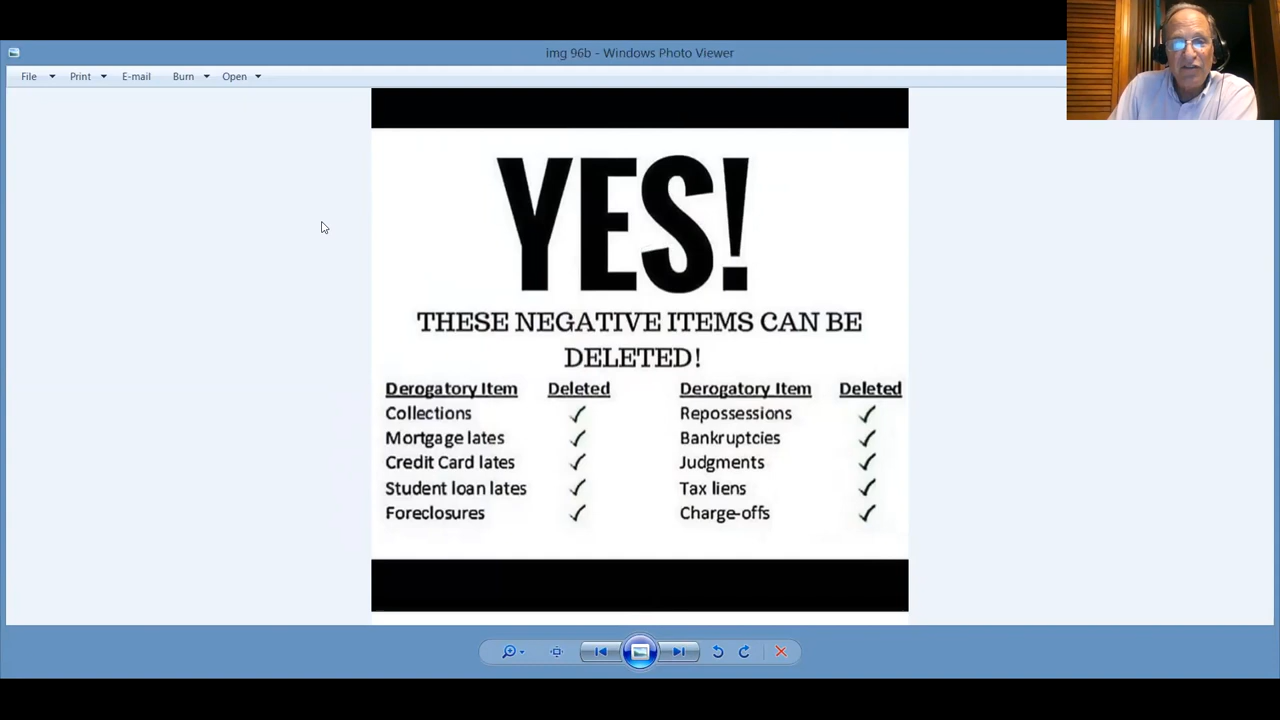 img 96b - Windows Photo Viewer
File Print E-mail Burn Open
YES!
THESE NEGATIVE ITEMS CAN BE
DELETED!
Derogatory Item Deleted Derogatory Item Deleted
Collections ✓ Repossessions ✓
Mortgage lates ✓ Bankruptcies ✓
Credit Card lates ✓ Judgments ✓
Student loan lates ✓ Tax liens ✓
Foreclosures ✓ Charge-offs ✓